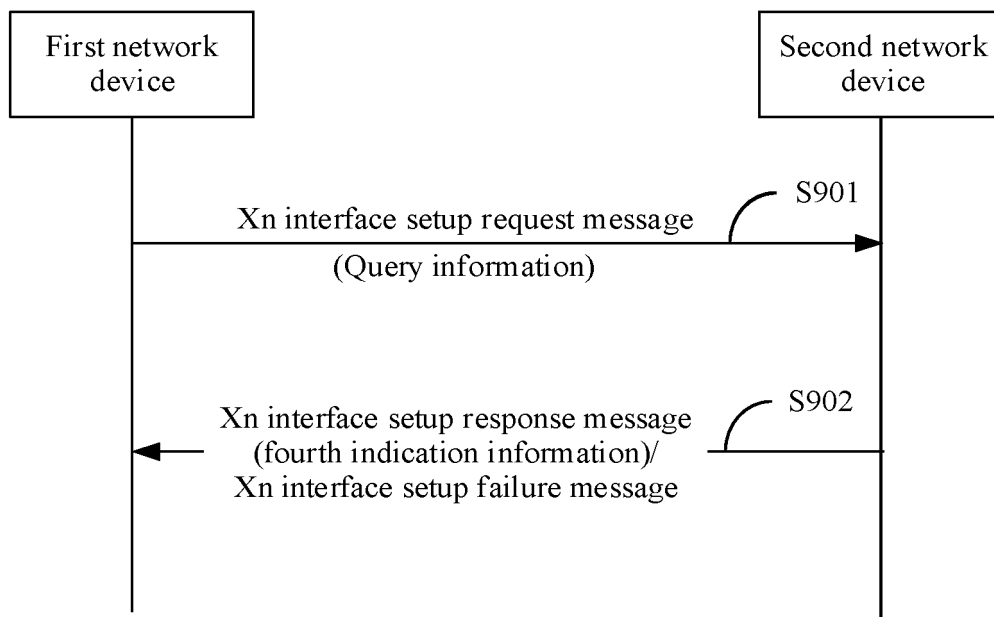 First network
device
Second network
device
S901
Xn interface setup request message
(Query information)
S902
Xn interface setup response message
(fourth indication information)/
Xn interface setup failure message